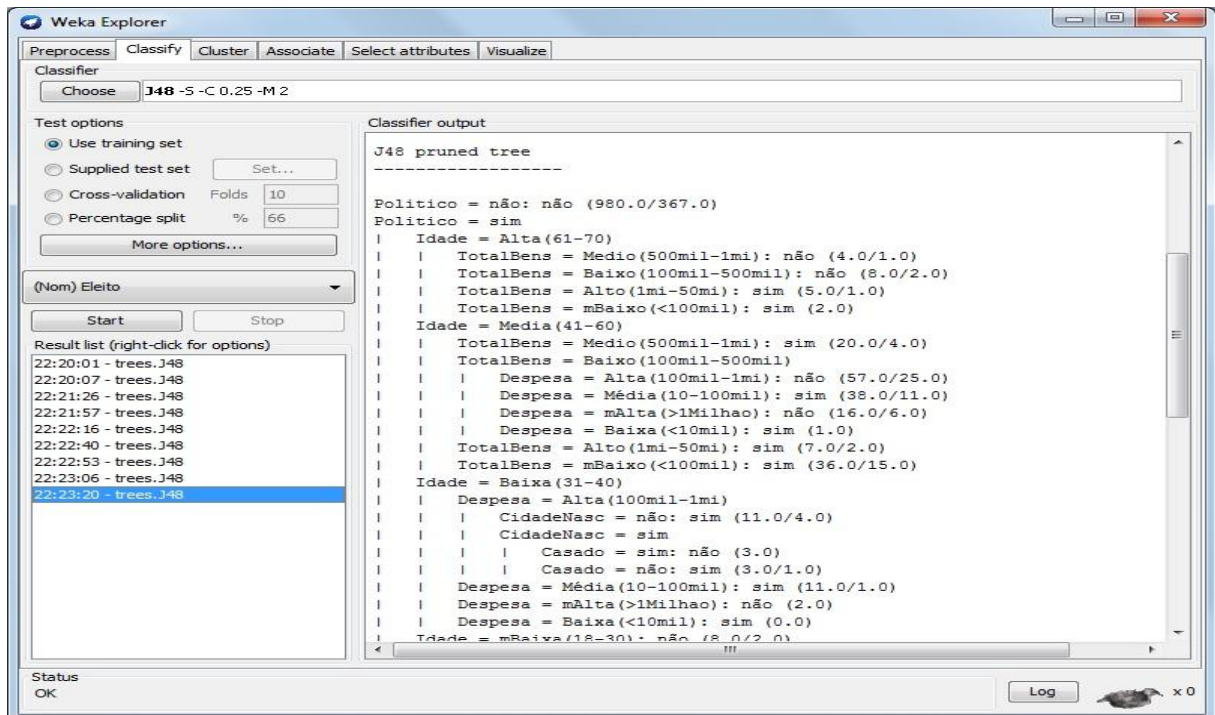 Weka Explorer
Preprocess Classify Cluster Associate Select attributes Visualize
Classifier
Choose J48 -S -C 0.25 -M 2
Test options
Use training set
Supplied test set Set...
Cross-validation Folds 10
Percentage split % 66
More options...
(Nom) Eleito
Start Stop
Result list (right-click for options)
22:20:01 - trees.J48
22:20:07 - trees.J48
22:21:26 - trees.J48
22:21:57 - trees.J48
22:22:16 - trees.J48
22:22:40 - trees.J48
22:22:53 - trees.J48
22:23:06 - trees.J48
22:23:20 - trees.J48
Classifier output
J48 pruned tree
------------------
Politico = não: não (980.0/367.0)
Politico = sim
| Idade = Alta(61-70)
| | TotalBens = Medio(500mil-1mi): não (4.0/1.0)
| | TotalBens = Baixo(100mil-500mil): não (8.0/2.0)
| | TotalBens = Alto(1mi-50mi): sim (5.0/1.0)
| | TotalBens = mBaixo(<100mil): sim (2.0)
| Idade = Media(41-60)
| | TotalBens = Medio(500mil-1mi): sim (20.0/4.0)
| | TotalBens = Baixo(100mil-500mil)
| | | Despesa = Alta(100mil-1mi): não (57.0/25.0)
| | | Despesa = Média(10-100mil): sim (38.0/11.0)
| | | Despesa = mAlta(>1Milhao): não (16.0/6.0)
| | | Despesa = Baixa(<10mil): sim (1.0)
| | TotalBens = Alto(1mi-50mi): sim (7.0/2.0)
| | TotalBens = mBaixo(<100mil): sim (36.0/15.0)
| Idade = Baixa(31-40)
| | Despesa = Alta(100mil-1mi)
| | | CidadeNasc = não: sim (11.0/4.0)
| | | CidadeNasc = sim
| | | | Casado = sim: não (3.0)
| | | | Casado = não: sim (3.0/1.0)
| | Despesa = Média(10-100mil): sim (11.0/1.0)
| | Despesa = mAlta(>1Milhao): não (2.0)
| | Despesa = Baixa(<10mil): sim (0.0)
| Idade = mBaixa(18-30): não (8.0/2.0)
Status
OK
Log x 0